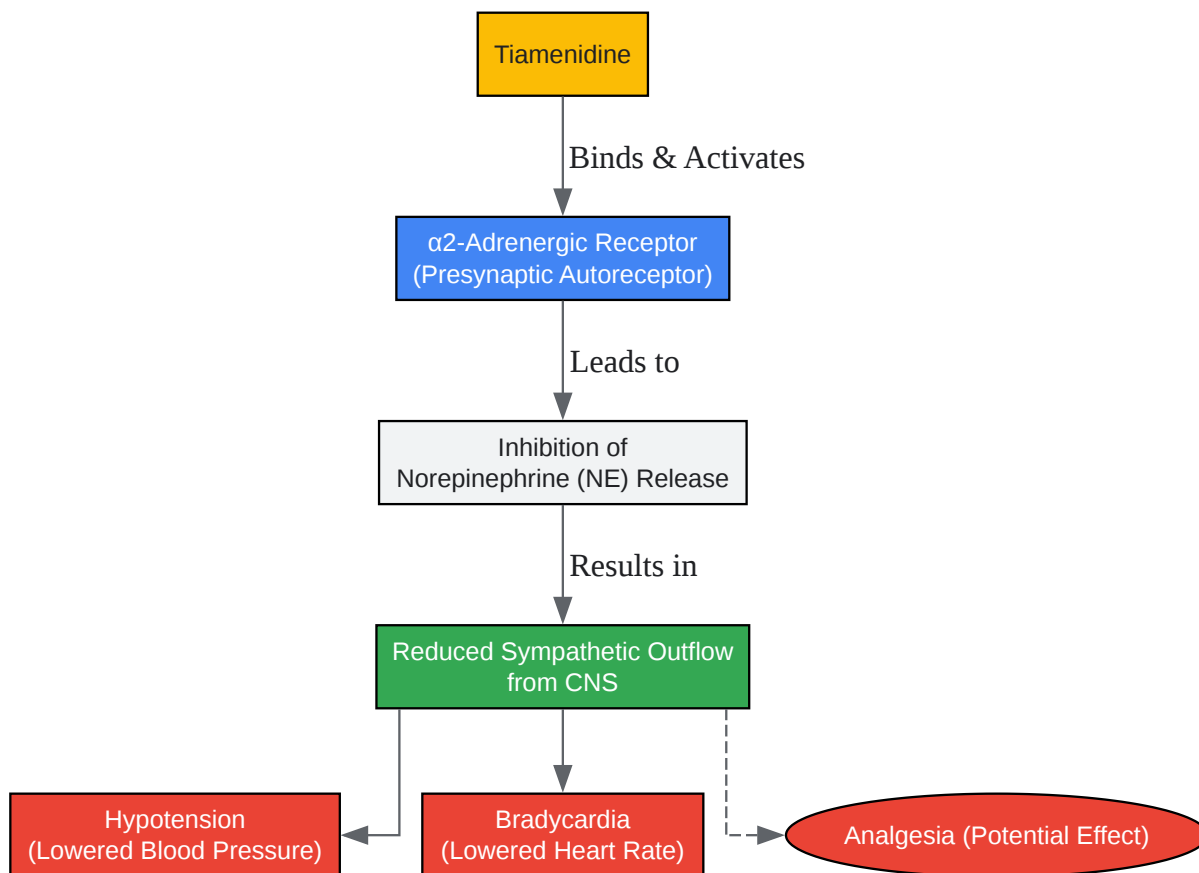 Tiamenidine
Binds & Activates
α2-Adrenergic Receptor
(Presynaptic Autoreceptor)
Leads to
Inhibition of
Norepinephrine (NE) Release
Results in
Reduced Sympathetic Outflow
from CNS
Hypotension
(Lowered Blood Pressure)
Bradycardia
(Lowered Heart Rate)
Analgesia (Potential Effect)